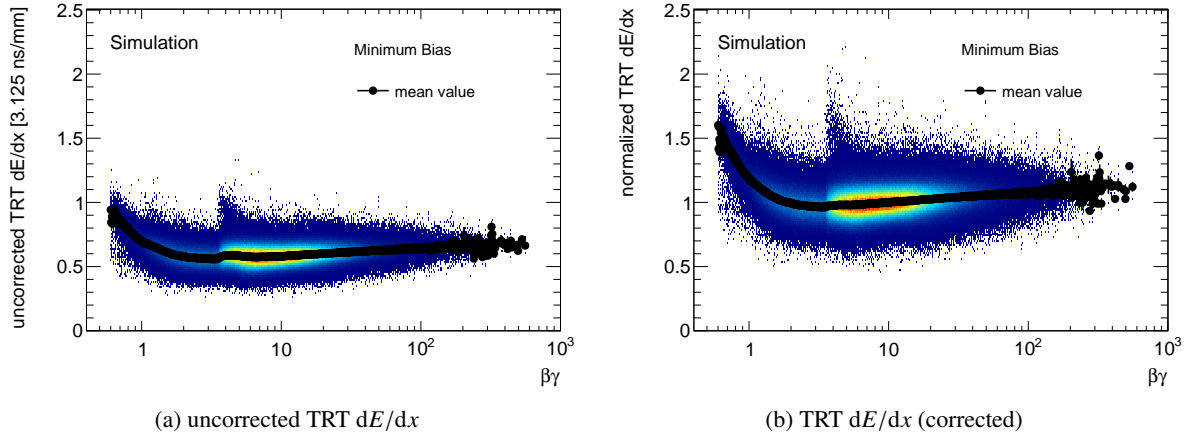 uncorrected TRT dE/dx [3.125 ns/mm]
2.5
2
1.5
1
0.5
0
Simulation
Minimum Bias
mean value
1
10
10²
10³
βγ
(a) uncorrected TRT dE/dx
normalized TRT dE/dx
2.5
2
1.5
1
0.5
0
Simulation
Minimum Bias
mean value
1
10
10²
10³
βγ
(b) TRT dE/dx (corrected)